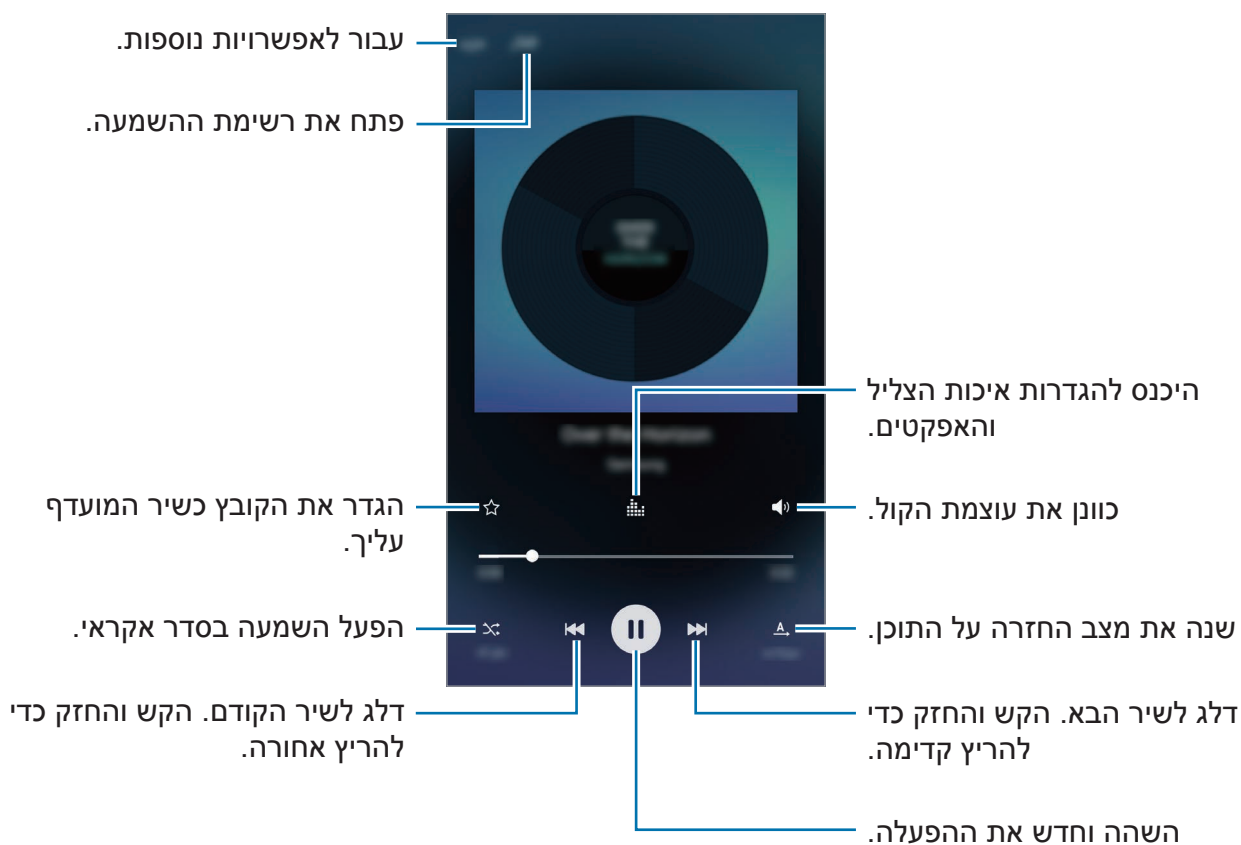 עבור לאפשרויות נוספות.
פתח את רשימת ההשמעה.
היכנס להגדרות איכות הצליל
והאפקטים.
הגדר את הקובץ כשיר המועדף
עליך.
כוונן את עוצמת הקול.
הפעל השמעה בסדר אקראי.
שנה את מצב החזרה על התוכן.
דלג לשיר הקודם. הקש והחזק כדי
להריץ אחורה.
דלג לשיר הבא. הקש והחזק כדי
להריץ קדימה.
השהה וחדש את ההפעלה.